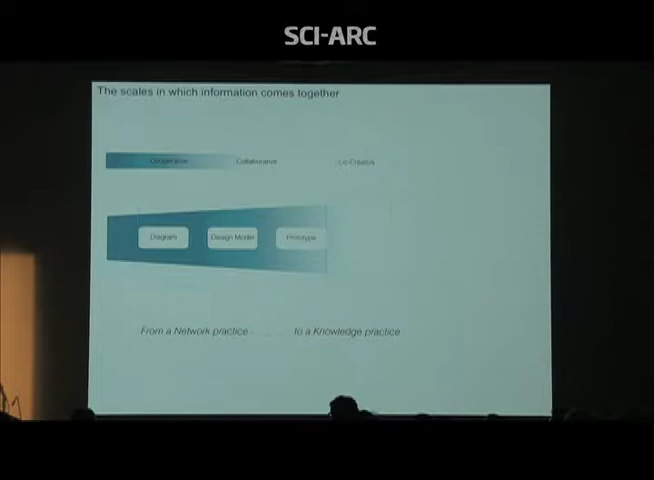 SCI-ARC
The scales in which information comes together
Cooperative Collaborative Co-Creative
Diagram Design Model Prototype
From a Network practice ........ to a Knowledge practice